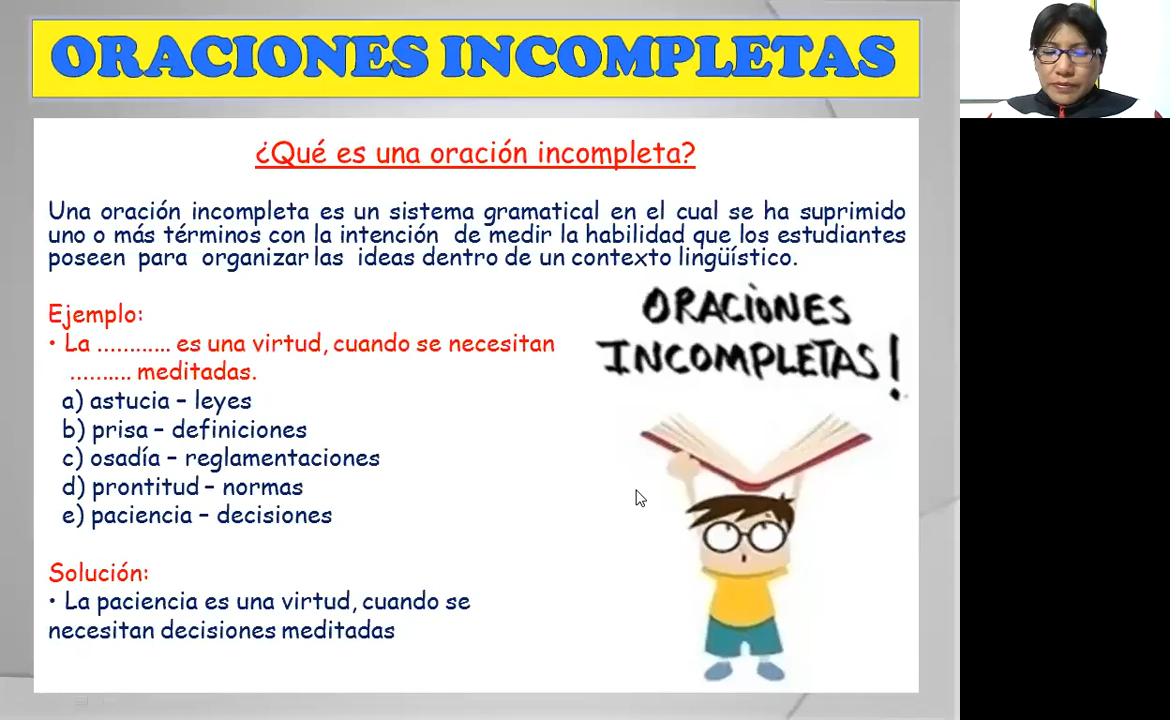 ORACIONES INCOMPLETAS
¿Qué es una oración incompleta?
Una oración incompleta es un sistema gramatical en el cual se ha suprimido
uno o más términos con la intención de medir la habilidad que los estudiantes
poseen para organizar las ideas dentro de un contexto lingüístico.
Ejemplo:
• La ............ es una virtud, cuando se necesitan
.......... meditadas.
a) astucia – leyes
b) prisa – definiciones
c) osadía – reglamentaciones
d) prontitud – normas
e) paciencia – decisiones
Solución:
• La paciencia es una virtud, cuando se
necesitan decisiones meditadas
ORACIONES
INCOMPLETAS!